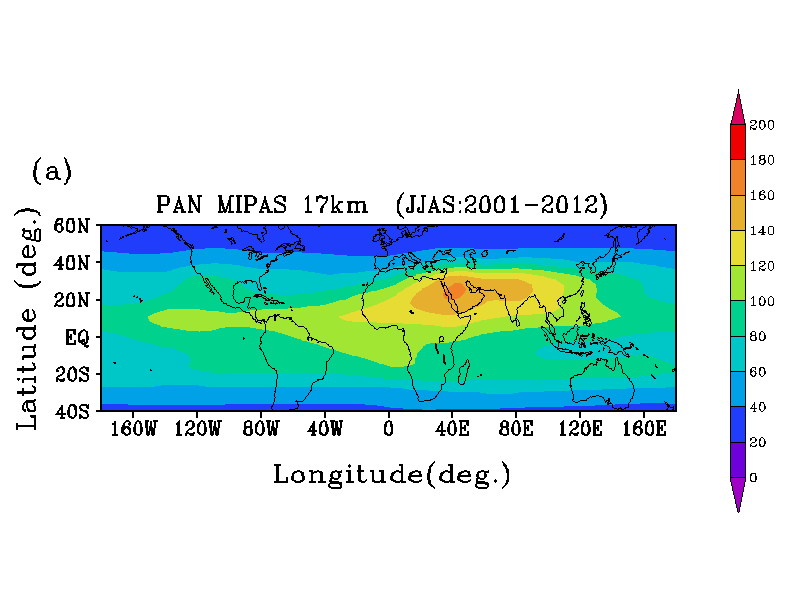 (a)
PAN MIPAS 17km (JJAS:2001-2012)
Latitude (deg.)
60N
40N
20N
EQ
20S
40S
160W 120W 80W 40W 0 40E 80E 120E 160E
Longitude(deg.)
200
180
160
140
120
100
80
60
40
20
0